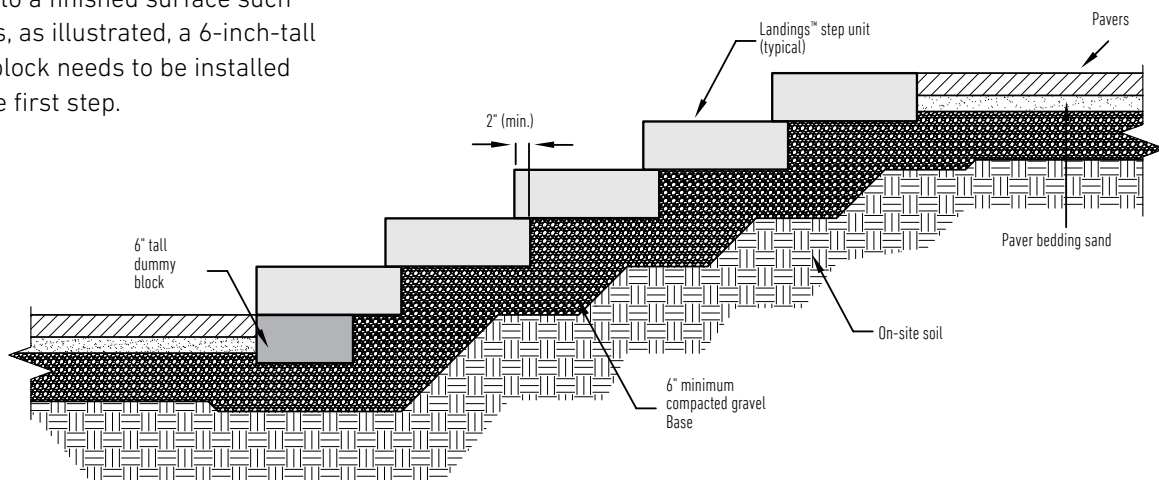 to a finished surface such
s, as illustrated, a 6-inch-tall
block needs to be installed
e first step.
Landings™ step unit
(typical)
Pavers
2" (min.)
6" tall
dummy
block
Paver bedding sand
On-site soil
6" minimum
compacted gravel
Base